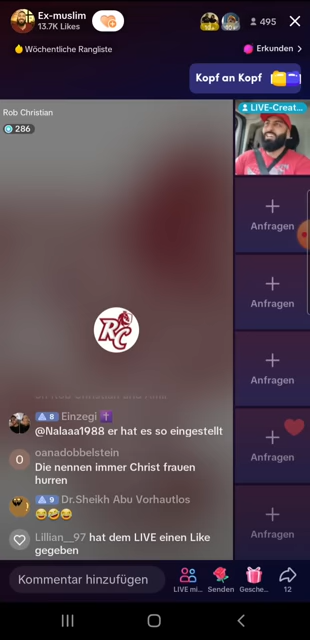 Ex-muslim
13.7K Likes
495
Wöchentliche Rangliste
Erkunden
Kopf an Kopf
Rob Christian
286
LIVE-Creat...
Anfragen
Anfragen
Anfragen
Anfragen
Anfragen
RC
8 Einzegi
@Nalaaa1988 er hat es so eingestellt
O
oanadobbelstein
Die nennen immer Christ frauen
hurren
9 Dr.Sheikh Abu Vorhautlos
Lillian__97 hat dem LIVE einen Like
gegeben
Kommentar hinzufügen
LIVE mi...
Senden
Gesche...
12